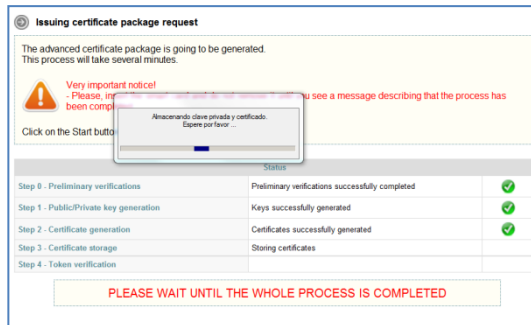 Issuing certificate package request
The advanced certificate package is going to be generated.
This process will take several minutes.
Very important notice!
- Please, you see a message describing that the process has
been
Almacenando clave privada y certificado.
Espere por favor ...
Click on the Start
Status
Step 0 - Preliminary verifications Preliminary verifications successfully completed
Step 1 - Public/Private key generation Keys successfully generated
Step 2 - Certificate generation Certificates successfully generated
Step 3 - Certificate storage Storing certificates
Step 4 - Token verification
PLEASE WAIT UNTIL THE WHOLE PROCESS IS COMPLETED